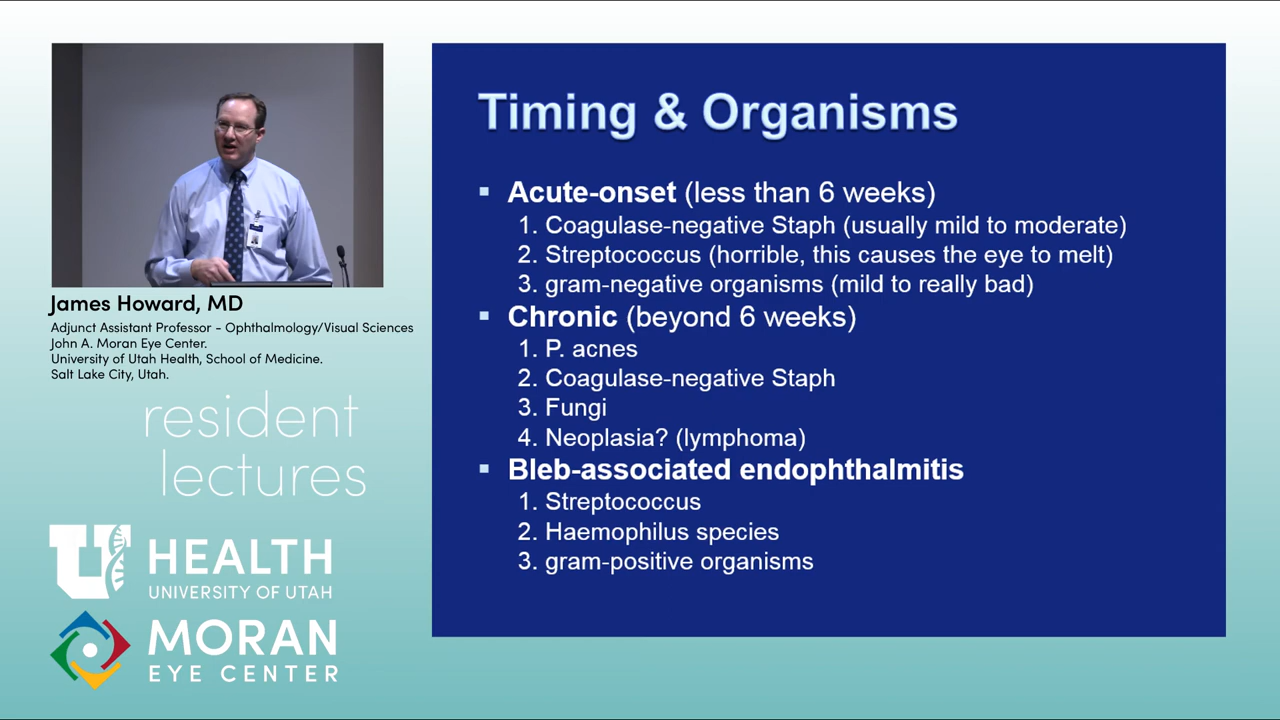 James Howard, MD
Adjunct Assistant Professor - Ophthalmology/Visual Sciences
John A. Moran Eye Center.
University of Utah Health, School of Medicine.
Salt Lake City, Utah.
resident
lectures
U HEALTH
UNIVERSITY OF UTAH
MORAN
EYE CENTER
Timing & Organisms
▪ Acute-onset (less than 6 weeks)
1. Coagulase-negative Staph (usually mild to moderate)
2. Streptococcus (horrible, this causes the eye to melt)
3. gram-negative organisms (mild to really bad)
▪ Chronic (beyond 6 weeks)
1. P. acnes
2. Coagulase-negative Staph
3. Fungi
4. Neoplasia? (lymphoma)
▪ Bleb-associated endophthalmitis
1. Streptococcus
2. Haemophilus species
3. gram-positive organisms